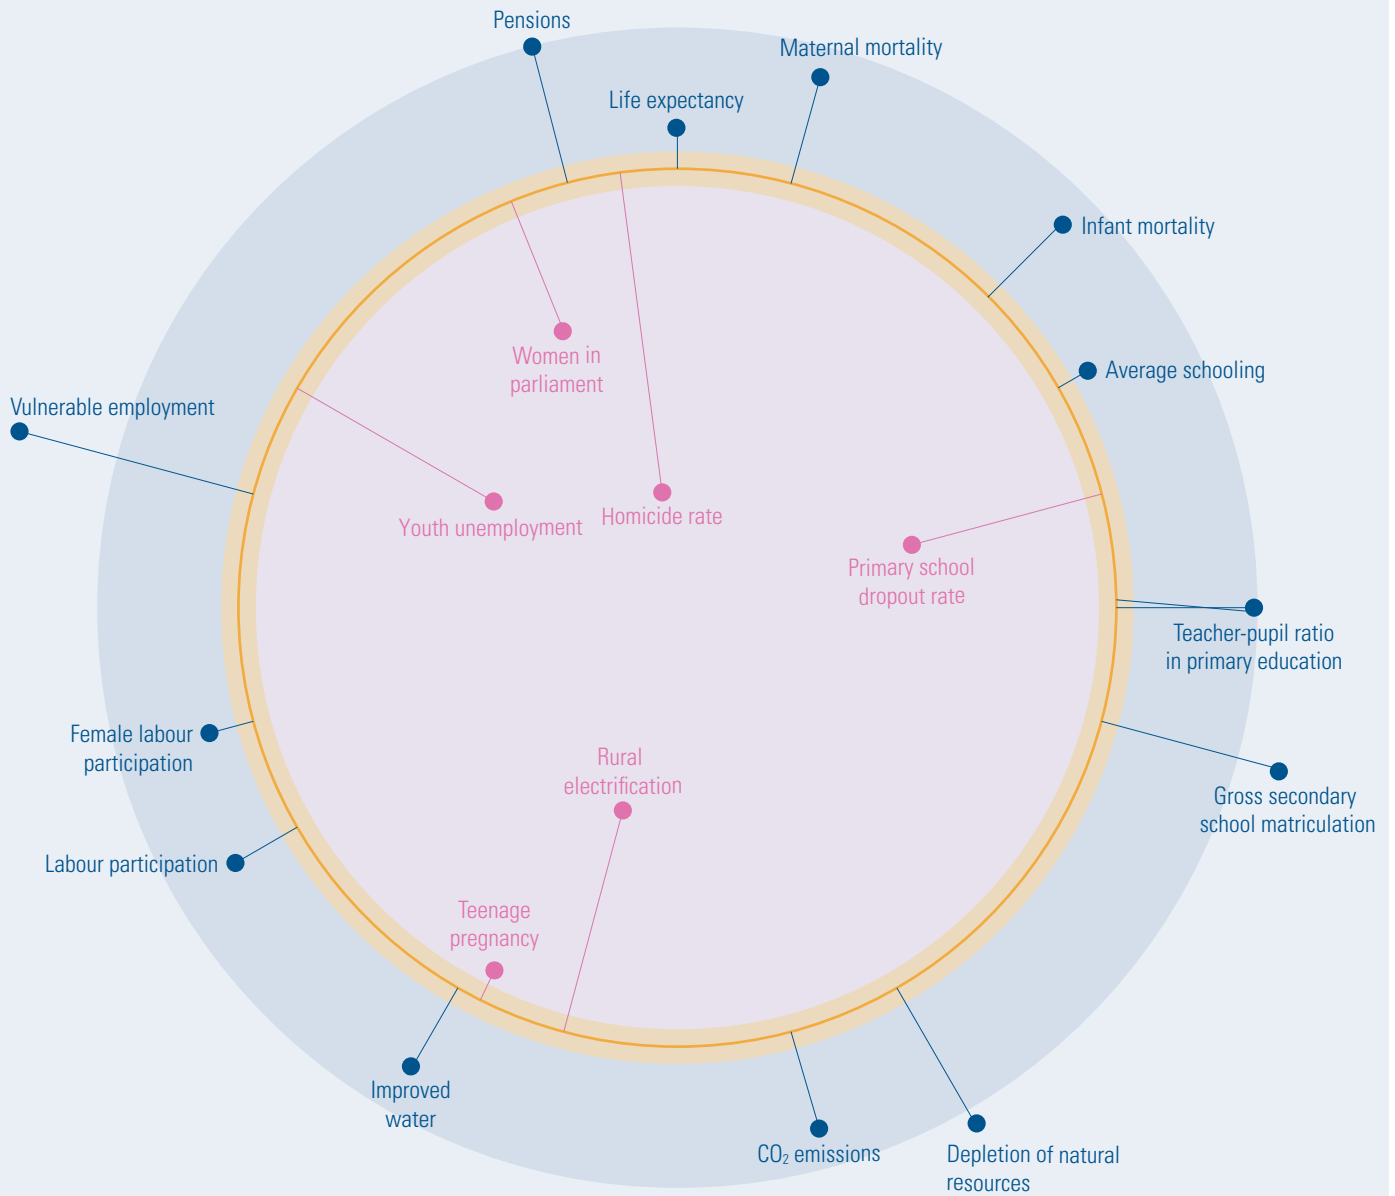 Pensions
Maternal mortality
Life expectancy
Infant mortality
Women in
parliament
Average schooling
Vulnerable employment
Youth unemployment
Homicide rate
Primary school
dropout rate
Teacher-pupil ratio
in primary education
Female labour
participation
Rural
electrification
Gross secondary
school matriculation
Labour participation
Teenage
pregnancy
Improved
water
CO₂ emissions
Depletion of natural
resources